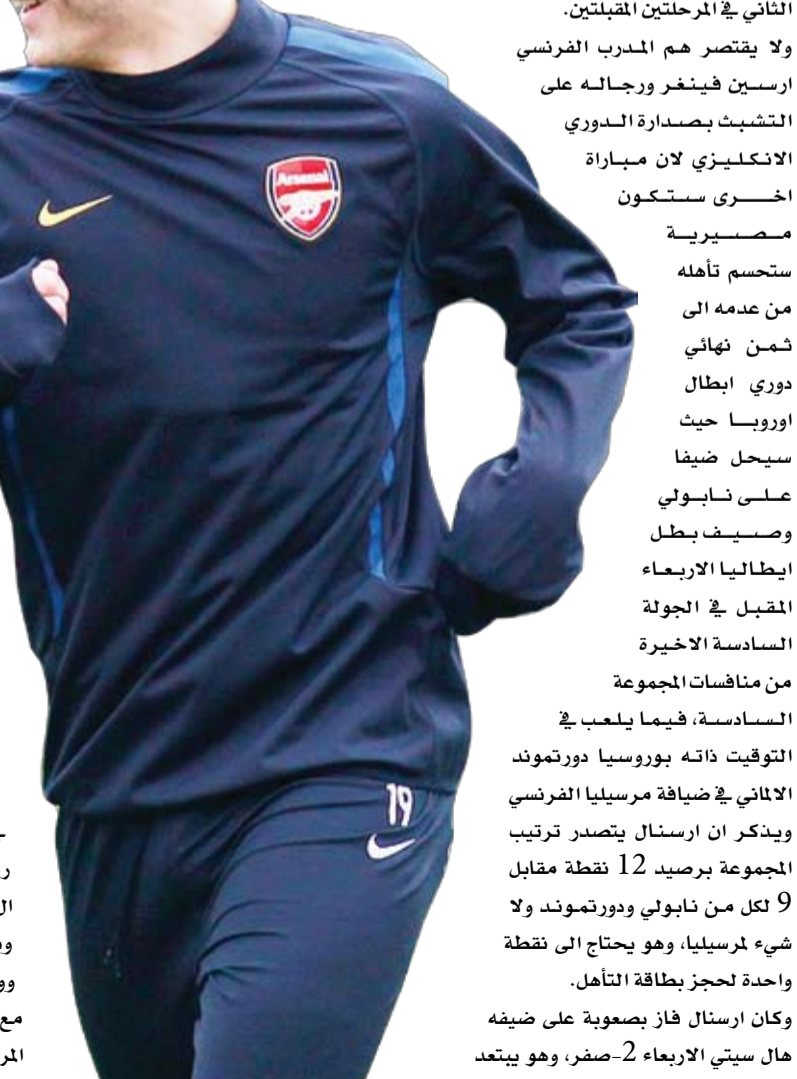 الثاني في المرحلتين المقبلتين.
ولا يقتصر هم المدرب الفرنسي
ارسين فينغر ورجاله على
التشبث بصدارة الدوري
الانكليزي لان مباراة
اخرى ستكون
مصيرية
ستحسم تأهله
من عدمه الى
ثمن نهائي
دوري ابطال
اوروبا حيث
سيحل ضيفا
على نابولي
وصيف بطل
ايطاليا الاربعاء
المقبل في الجولة
السادسة الاخيرة
من منافسات المجموعة
السادسة، فيما يلعب في
التوقيت ذاته بوروسيا دورتموند
الالماني في ضيافة مرسيليا الفرنسي
ويذكر ان ارسنال يتصدر ترتيب
المجموعة برصيد 12 نقطة مقابل
9 لكل من نابولي ودورتموند ولا
شيء لمرسيليا، وهو يحتاج الى نقطة
واحدة لحجز بطاقة التأهل.
وكان ارسنال فاز بصعوبة على ضيفه
هال سيتي الاربعاء 2-صفر، وهو يبتعد
Arsenal
19
مع